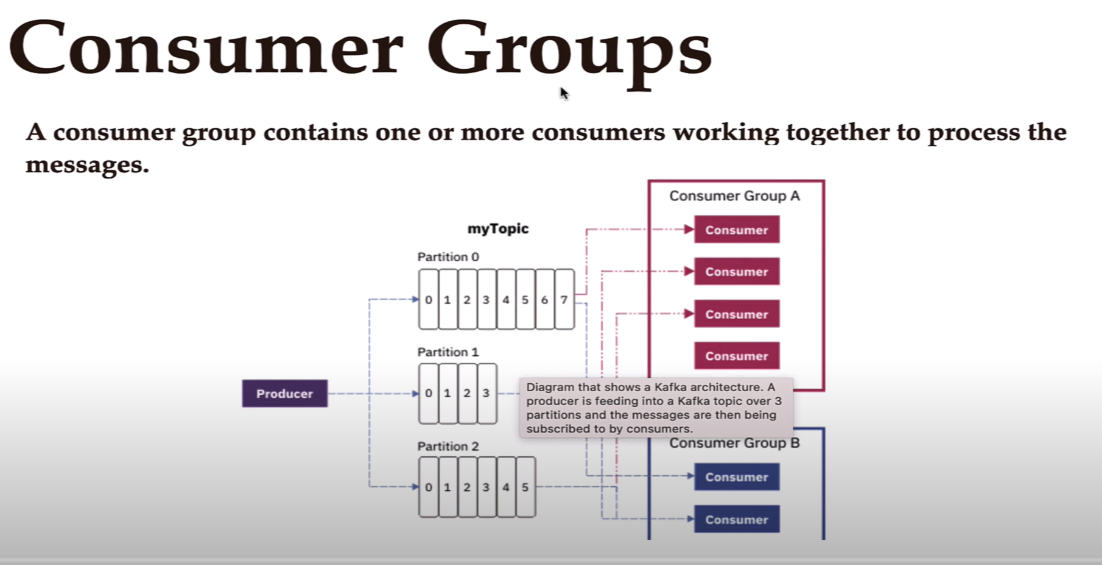 Consumer Groups
A consumer group contains one or more consumers working together to process the
messages.
Consumer Group A
Consumer
Consumer
Consumer
Consumer
myTopic
Partition 0
0 1 2 3 4 5 6 7
Partition 1
0 1 2 3
Producer
Partition 2
0 1 2 3 4 5
Diagram that shows a Kafka architecture. A
producer is feeding into a Kafka topic over 3
partitions and the messages are then being
subscribed to by consumers.
Consumer Group B
Consumer
Consumer